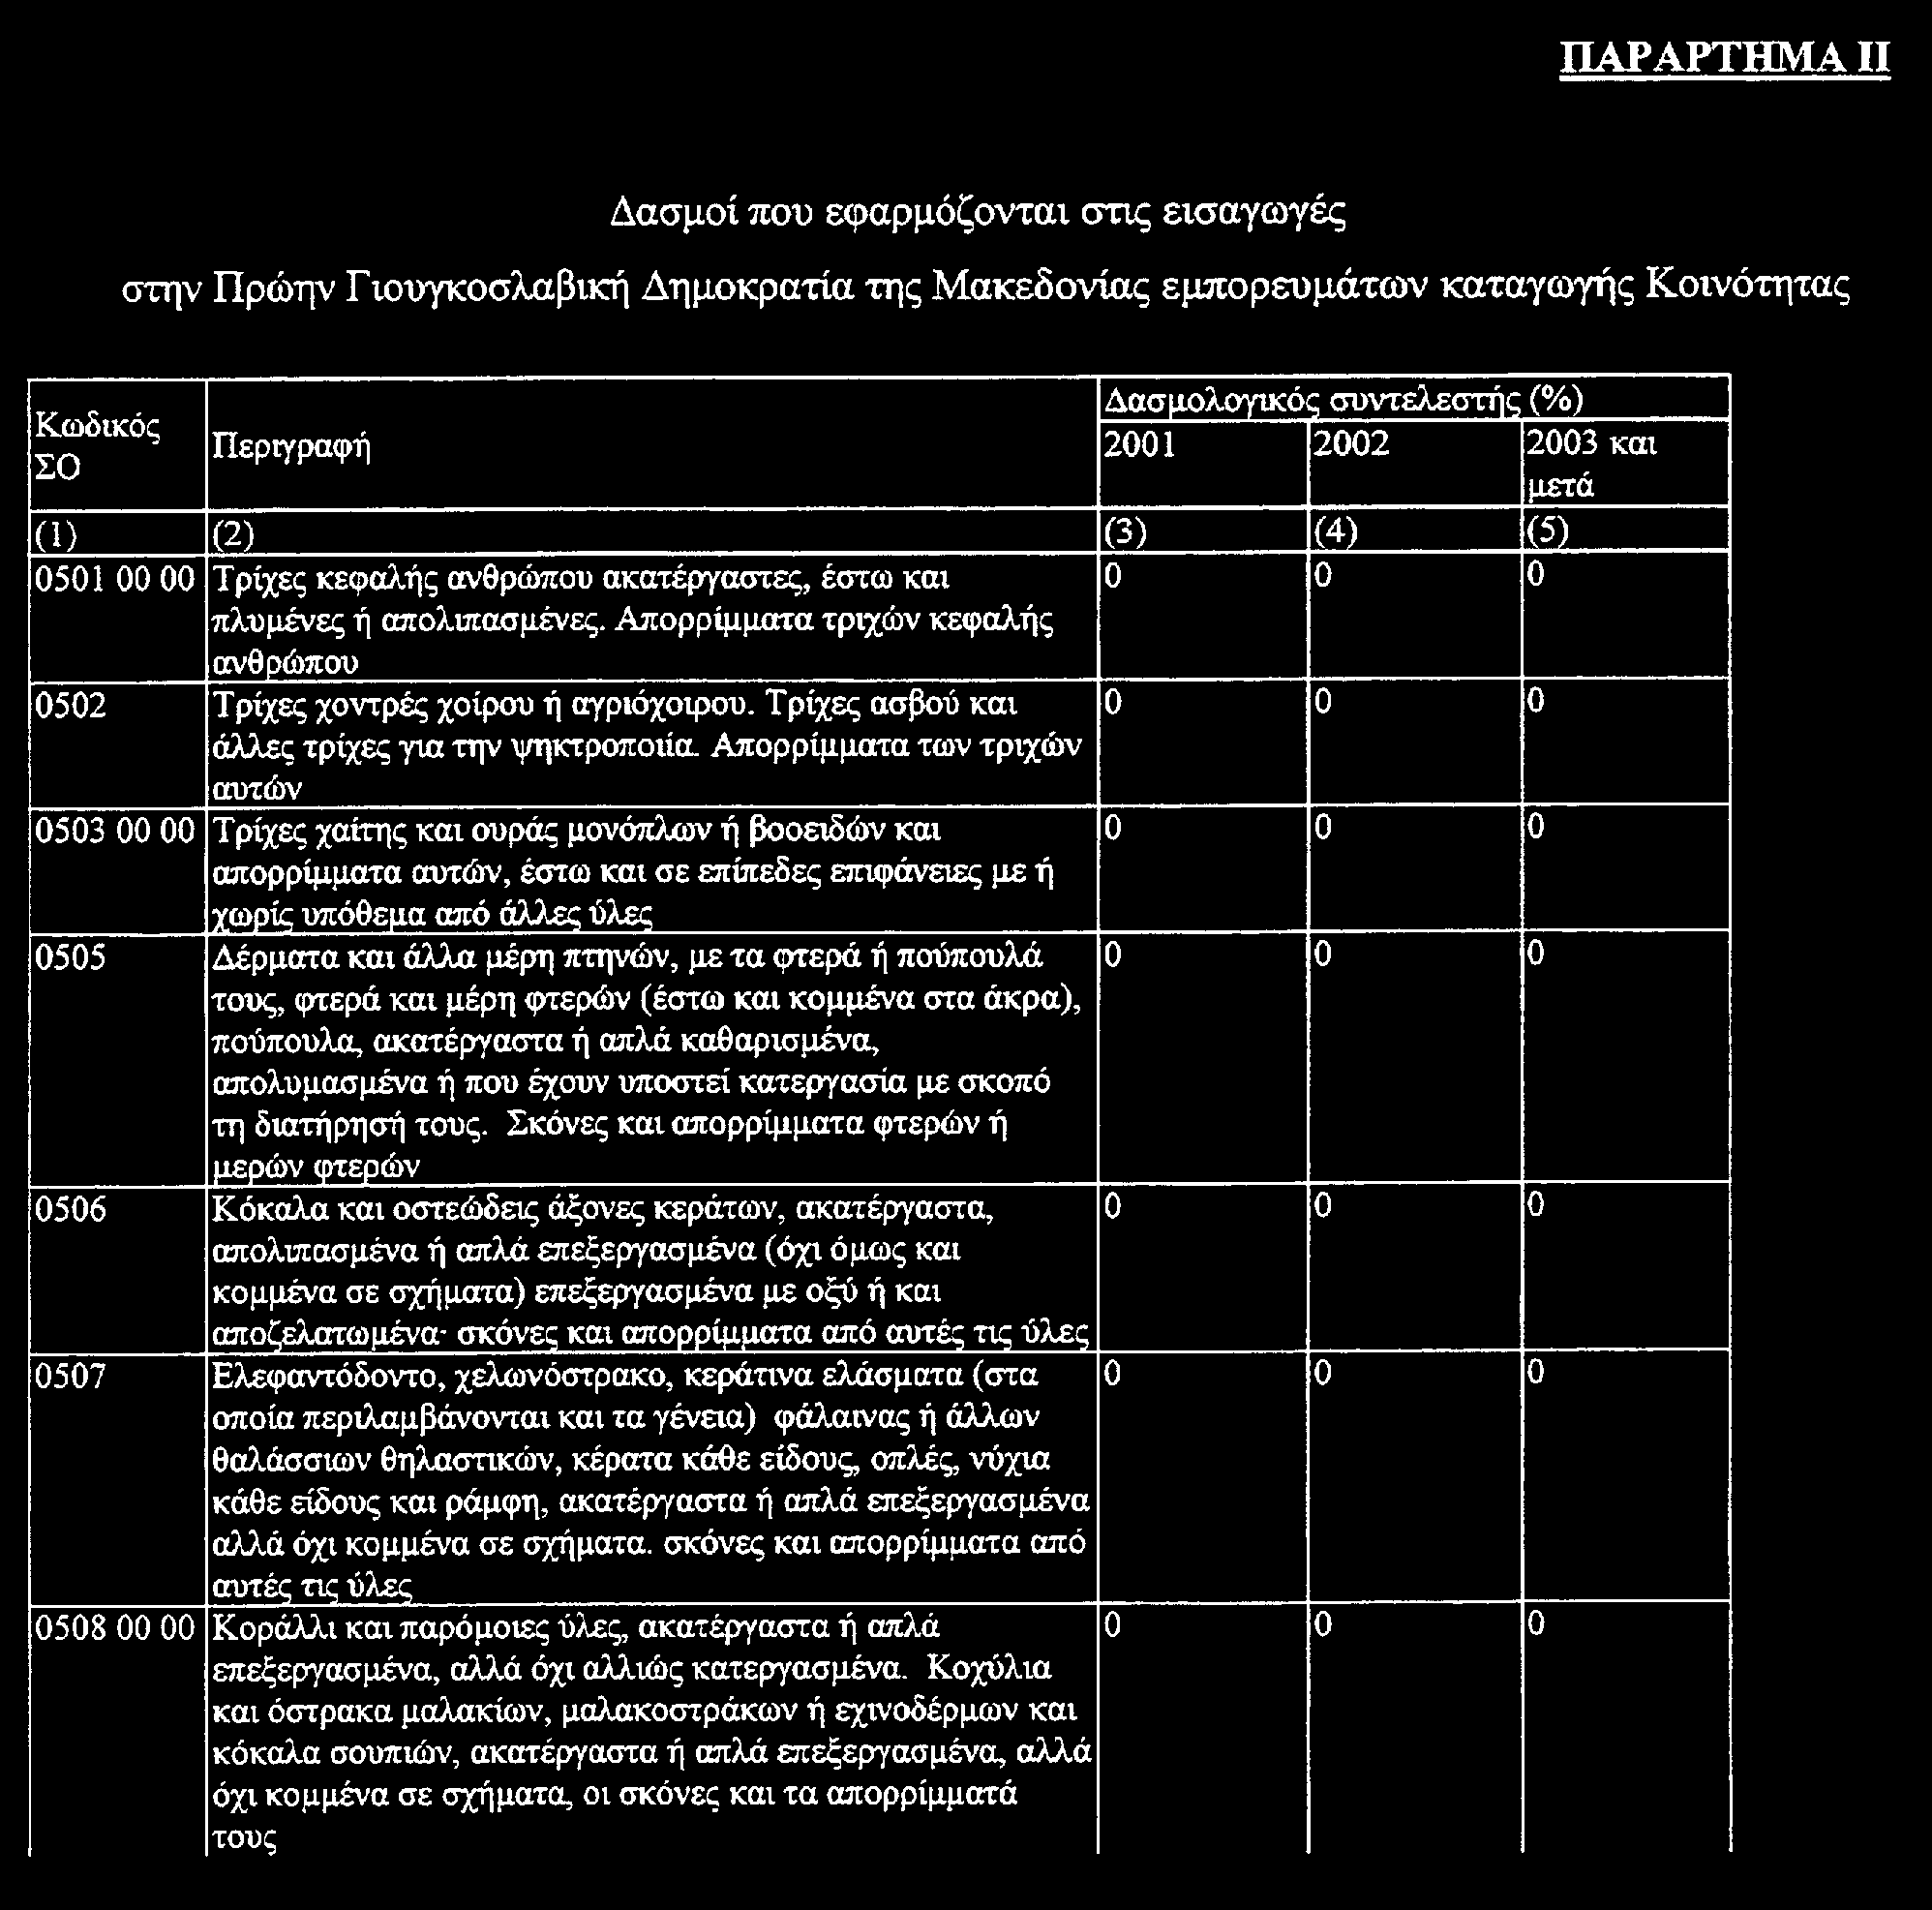 ΠΑΡΑΡΤΗΜΑ ΙΙ
Δασμοί που εφαρμόζονται στις εισαγωγές
στην Πρώην Γιουγκοσλαβική Δημοκρατία της Μακεδονίας εμπορευμάτων καταγωγής Κοινότητας
Κωδικός ΣΟ
Περιγραφή
Δασμολογικός συντελεστής (%)
2001 2002 2003 και
μετά
(1) (2) (3) (4) (5)
0501 00 00 Τρίχες κεφαλής ανθρώπου ακατέργαστες, έστω και 0 0 0
πλυμένες ή απολιπασμένες. Απορρίμματα τριχών κεφαλής
ανθρώπου
0502 Τρίχες χοντρές χοίρου ή αγριόχοιρου. Τρίχες ασβού και 0 0 0
άλλες τρίχες για την ψηκτροποιία. Απορρίμματα των τριχών
αυτών
0503 00 00 Τρίχες χαίτης και ουράς μονόπλων ή βοοειδών και 0 0 0
απορρίμματα αυτών, έστω και σε επίπεδες επιφάνειες με ή
χωρίς υπόθεμα από άλλες ύλες
0505 Δέρματα και άλλα μέρη πτηνών, με τα φτερά ή πούπουλά 0 0 0
τους, φτερά και μέρη φτερών (έστω και κομμένα στα άκρα),
πούπουλα, ακατέργαστα ή απλά καθαρισμένα,
απολυμασμένα ή που έχουν υποστεί κατεργασία με σκοπό
τη διατήρησή τους. Σκόνες και απορρίμματα φτερών ή
μερών φτερών
0506 Κόκαλα και οστεώδεις άξονες κεράτων, ακατέργαστα, 0 0 0
απολιπασμένα ή απλά επεξεργασμένα (όχι όμως και
κομμένα σε σχήματα) επεξεργασμένα με οξύ ή και
αποζελατωμένα· σκόνες και απορρίμματα από αυτές τις ύλες
0507 Ελεφαντόδοντο, χελωνόστρακο, κεράτινα ελάσματα (στα 0 0 0
οποία περιλαμβάνονται και τα γένεια) φάλαινας ή άλλων
θαλάσσιων θηλαστικών, κέρατα κάθε είδους, οπλές, νύχια
κάθε είδους και ράμφη, ακατέργαστα ή απλά επεξεργασμένα
αλλά όχι κομμένα σε σχήματα. σκόνες και απορρίμματα από
αυτές τις ύλες
0508 00 00 Κοράλλι και παρόμοιες ύλες, ακατέργαστα ή απλά 0 0 0
επεξεργασμένα, αλλά όχι αλλιώς κατεργασμένα. Κοχύλια
και όστρακα μαλακίων, μαλακοστράκων ή εχινοδέρμων και
κόκαλα σουπιών, ακατέργαστα ή απλά επεξεργασμένα, αλλά
όχι κομμένα σε σχήματα, οι σκόνες και τα απορρίμματά
τους